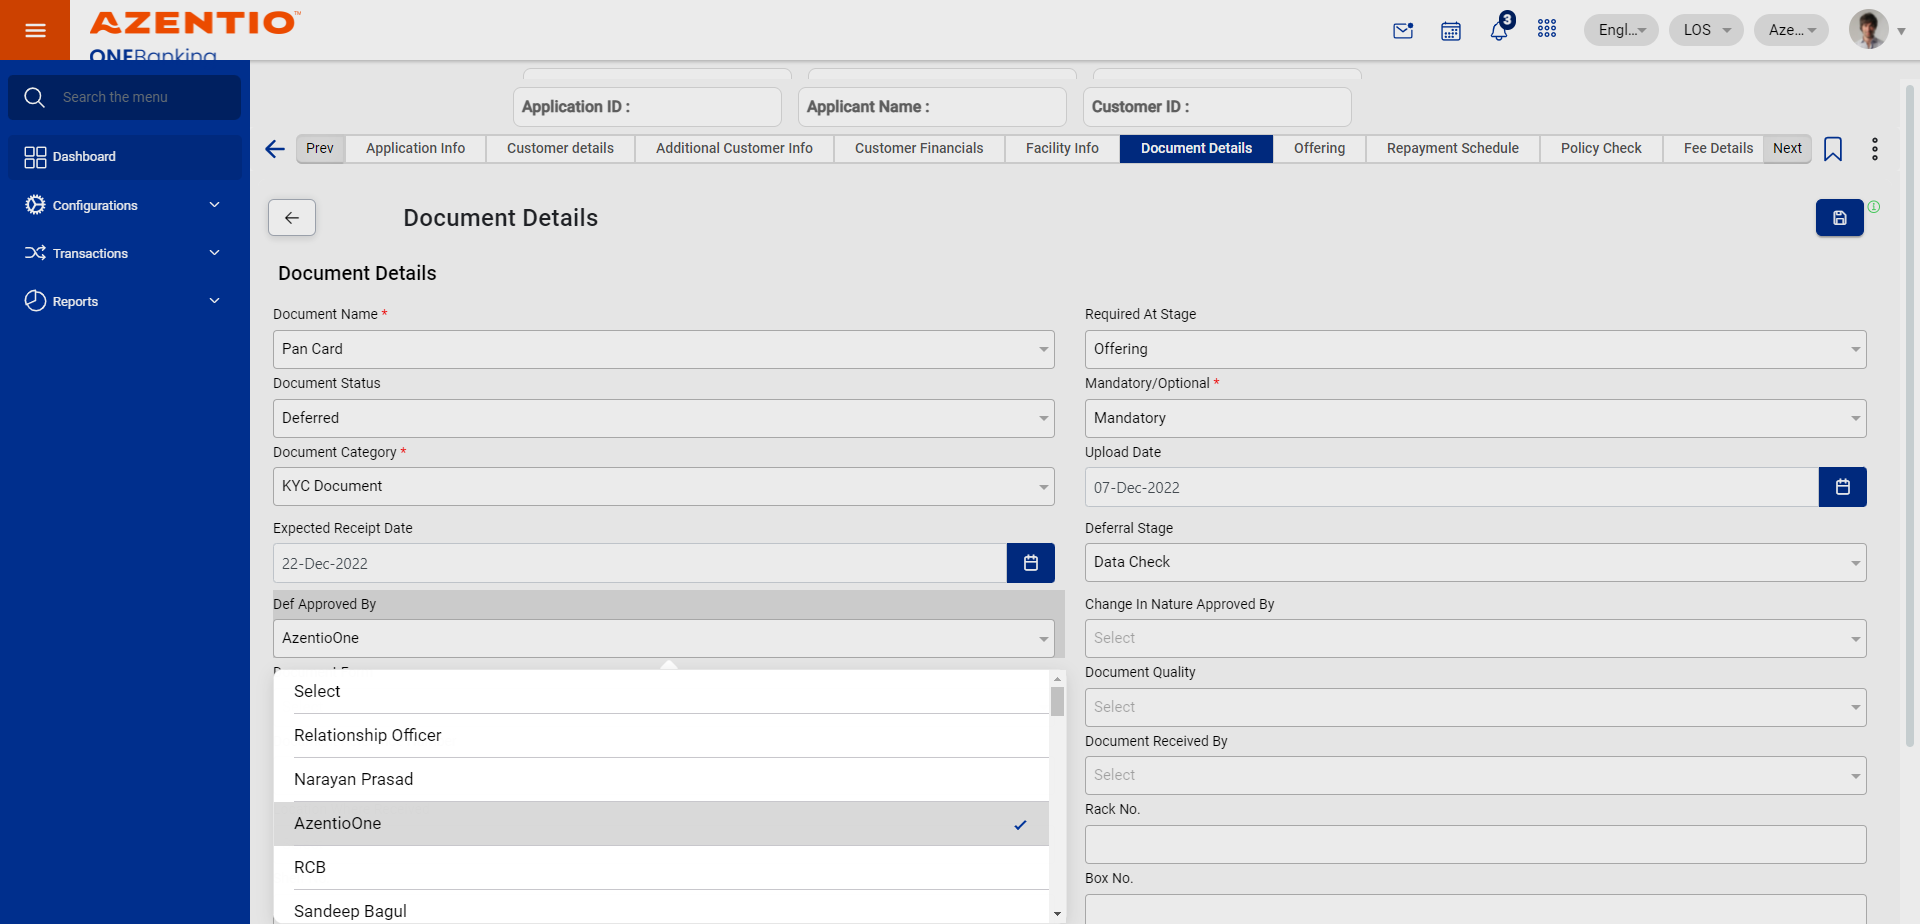 AZENTIO™
ONEBanking
3
Engl...
LOS
Aze...
Search the menu
Dashboard
Configurations
Transactions
Reports
Application ID :
Applicant Name :
Customer ID :
Prev
Application Info
Customer details
Additional Customer Info
Customer Financials
Facility Info
Document Details
Offering
Repayment Schedule
Policy Check
Fee Details
Next
Document Details
Document Details
Document Name *
Pan Card
Required At Stage
Offering
Document Status
Deferred
Mandatory/Optional *
Mandatory
Document Category *
KYC Document
Upload Date
07-Dec-2022
Expected Receipt Date
22-Dec-2022
Deferral Stage
Data Check
Def Approved By
AzentioOne
Change In Nature Approved By
Select
Select
Relationship Officer
Narayan Prasad
AzentioOne
RCB
Sandeep Bagul
Document Quality
Select
Document Received By
Select
Rack No.
Box No.